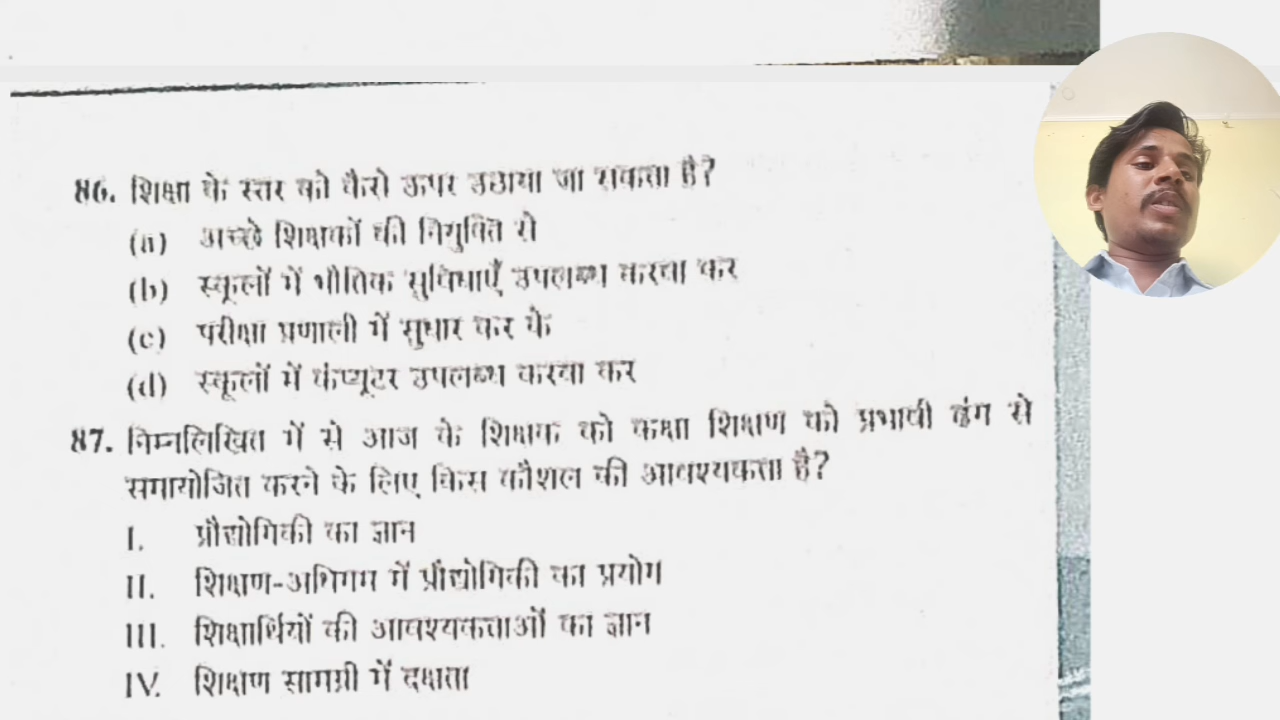 86. शिक्षा के स्तर को कैसे ऊपर उठाया जा सकता है?
(a) अच्छे शिक्षकों की नियुक्ति से
(b) स्कूलों में भौतिक सुविधाएँ उपलब्ध करवा कर
(c) परीक्षा प्रणाली में सुधार कर के
(d) स्कूलों में कंप्यूटर उपलब्ध करवा कर
87. निम्नलिखित में से आज के शिक्षक को कक्षा शिक्षण को प्रभावी ढंग से
समायोजित करने के लिए किस कौशल की आवश्यकता है?
I. प्रौद्योगिकी का ज्ञान
II. शिक्षण-अधिगम में प्रौद्योगिकी का प्रयोग
III. शिक्षार्थियों की आवश्यकताओं का ज्ञान
IV. शिक्षण सामग्री में दक्षता